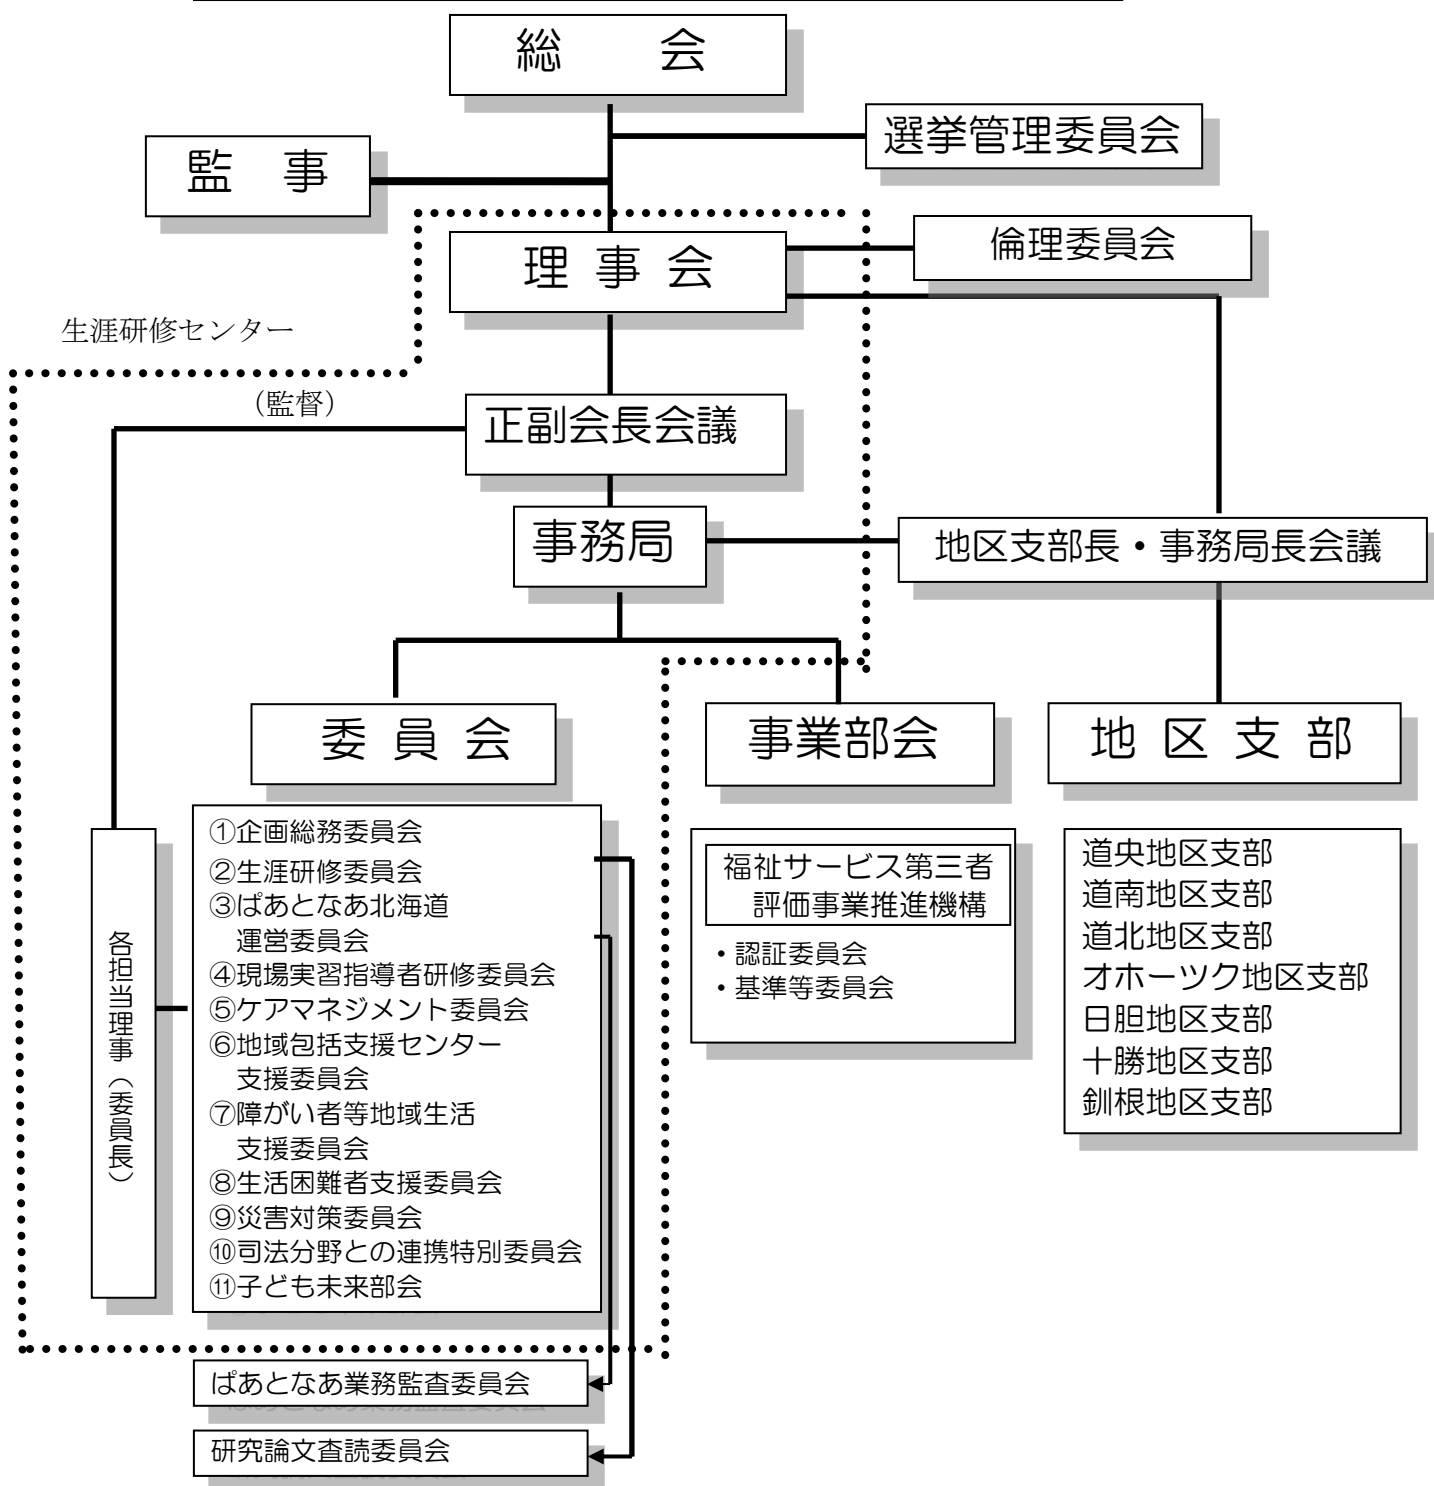 総 会
選挙管理委員会
監 事
理 事 会
倫理委員会
生涯研修センター
(監督)
正副会長会議
事務局
地区支部長・事務局長会議
委 員 会
事業部会
地 区 支 部
各担当理事(委員長)
①企画総務委員会
②生涯研修委員会
③ぱあとなあ北海道
運営委員会
④現場実習指導者研修委員会
⑤ケアマネジメント委員会
⑥地域包括支援センター
支援委員会
⑦障がい者等地域生活
支援委員会
⑧生活困難者支援委員会
⑨災害対策委員会
⑩司法分野との連携特別委員会
⑪子ども未来部会
福祉サービス第三者
評価事業推進機構
・認証委員会
・基準等委員会
道央地区支部
道南地区支部
道北地区支部
オホーツク地区支部
日胆地区支部
十勝地区支部
釧根地区支部
ぱあとなあ業務監査委員会
研究論文査読委員会